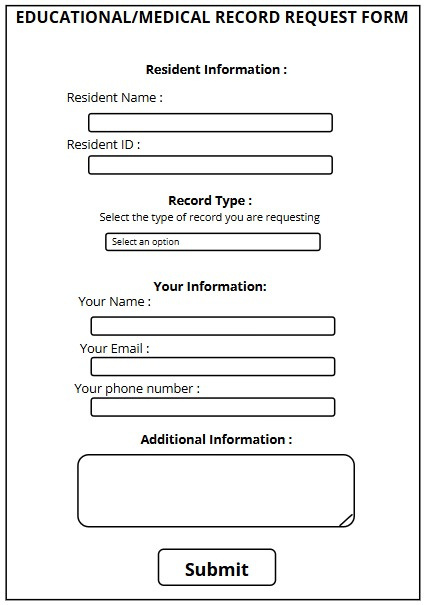 EDUCATIONAL/MEDICAL RECORD REQUEST FORM
Resident Information :
Resident Name :
Resident ID :
Record Type :
Select the type of record you are requesting
Select an option
Your Information:
Your Name :
Your Email :
Your phone number :
Additional Information :
Submit